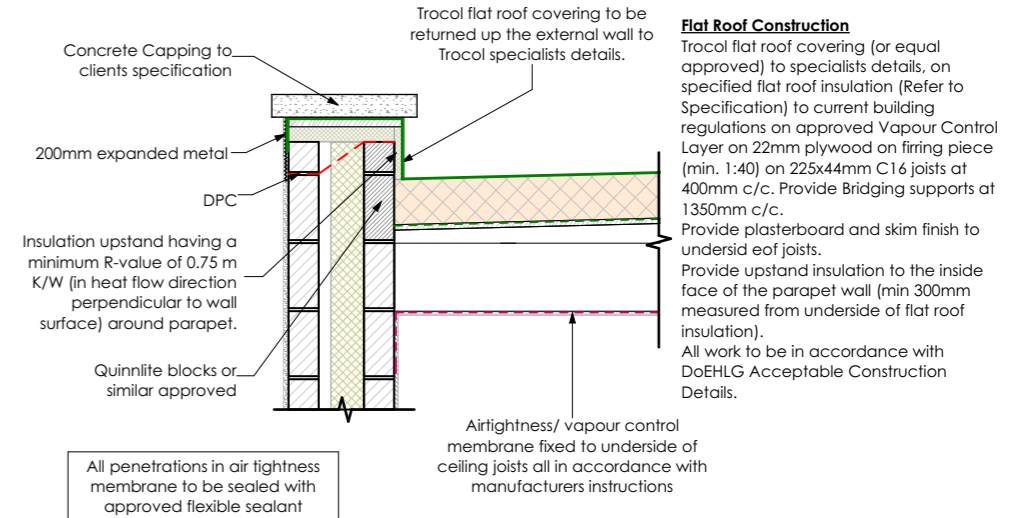 Trocol flat roof covering to be
returned up the external wall to
Trocol specialists details.
Concrete Capping to
clients specification
200mm expanded metal
DPC
Insulation upstand having a
minimum R-value of 0.75 m
K/W (in heat flow direction
perpendicular to wall
surface) around parapet.
Quinnlite blocks or
similar approved
All penetrations in air tightness
membrane to be sealed with
approved flexible sealant
Airtightness/ vapour control
membrane fixed to underside of
ceiling joists all in accordance with
manufacturers instructions
Flat Roof Construction
Trocol flat roof covering (or equal
approved) to specialists details, on
specified flat roof insulation (Refer to
Specification) to current building
regulations on approved Vapour Control
Layer on 22mm plywood on firring piece
(min. 1:40) on 225x44mm C16 joists at
400mm c/c. Provide Bridging supports at
1350mm c/c.
Provide plasterboard and skim finish to
undersid eof joists.
Provide upstand insulation to the inside
face of the parapet wall (min 300mm
measured from underside of flat roof
insulation).
All work to be in accordance with
DoEHLG Acceptable Construction
Details.